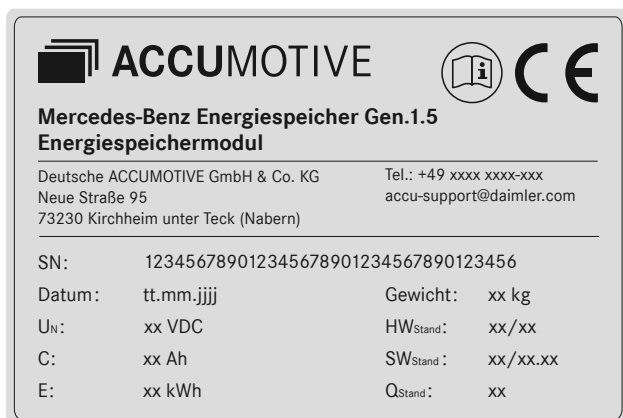 ACCUMOTIVE
i
CE
Mercedes-Benz Energiespeicher Gen.1.5
Energiespeichermodul
Deutsche ACCUMOTIVE GmbH & Co. KG
Neue Straße 95
73230 Kirchheim unter Teck (Nabern)
Tel.: +49 xxxx xxxx-xxx
accu-support@daimler.com
SN: 123456789012345678901234567890123456
Datum: tt.mm.jjjj Gewicht: xx kg
UN: xx VDC HWStand: xx/xx
C: xx Ah SWStand: xx/xx.xx
E: xx kWh QStand: xx